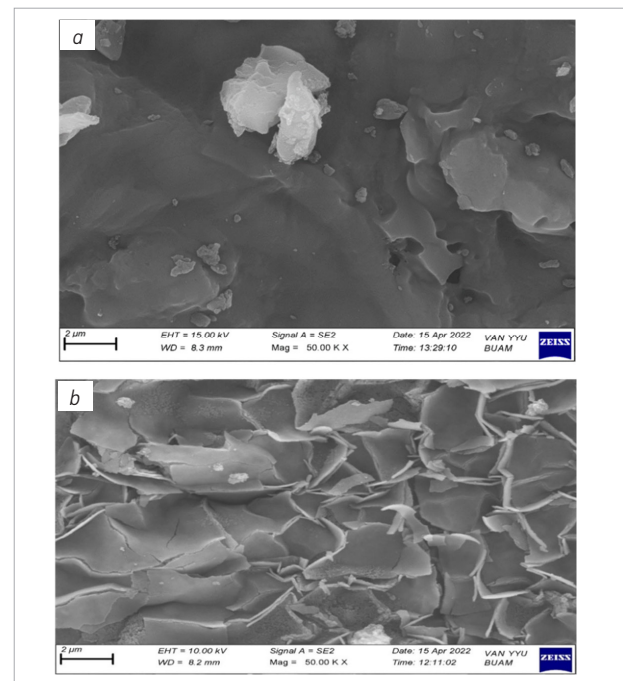 a
2 µm
EHT = 15.00 kV Signal A = SE2 Date: 15 Apr 2022 VAN YYU
WD = 8.3 mm Mag = 50.00 K X Time: 13:29:10 BUAM
ZEISS
b
2 µm
EHT = 10.00 kV Signal A = SE2 Date: 15 Apr 2022 VAN YYU
WD = 8.2 mm Mag = 50.00 K X Time: 12:11:02 BUAM
ZEISS